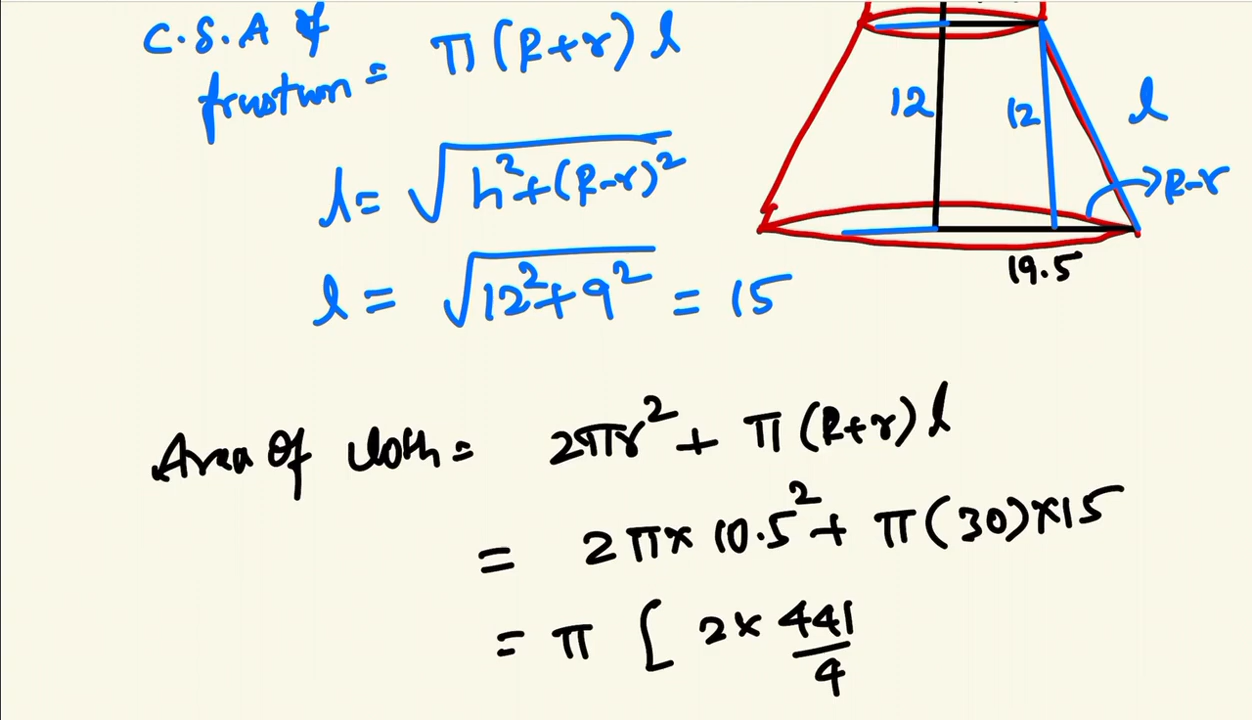 C.S.A of
frustum = π(R+r)l
l = √h²+(R-r)²
l = √12²+9² = 15
12
12
l
R-r
19.5
Area Of cloth = 2πr² + π(R+r)l
= 2π× 10.5² + π(30)×15
= π [ 2× 441/4